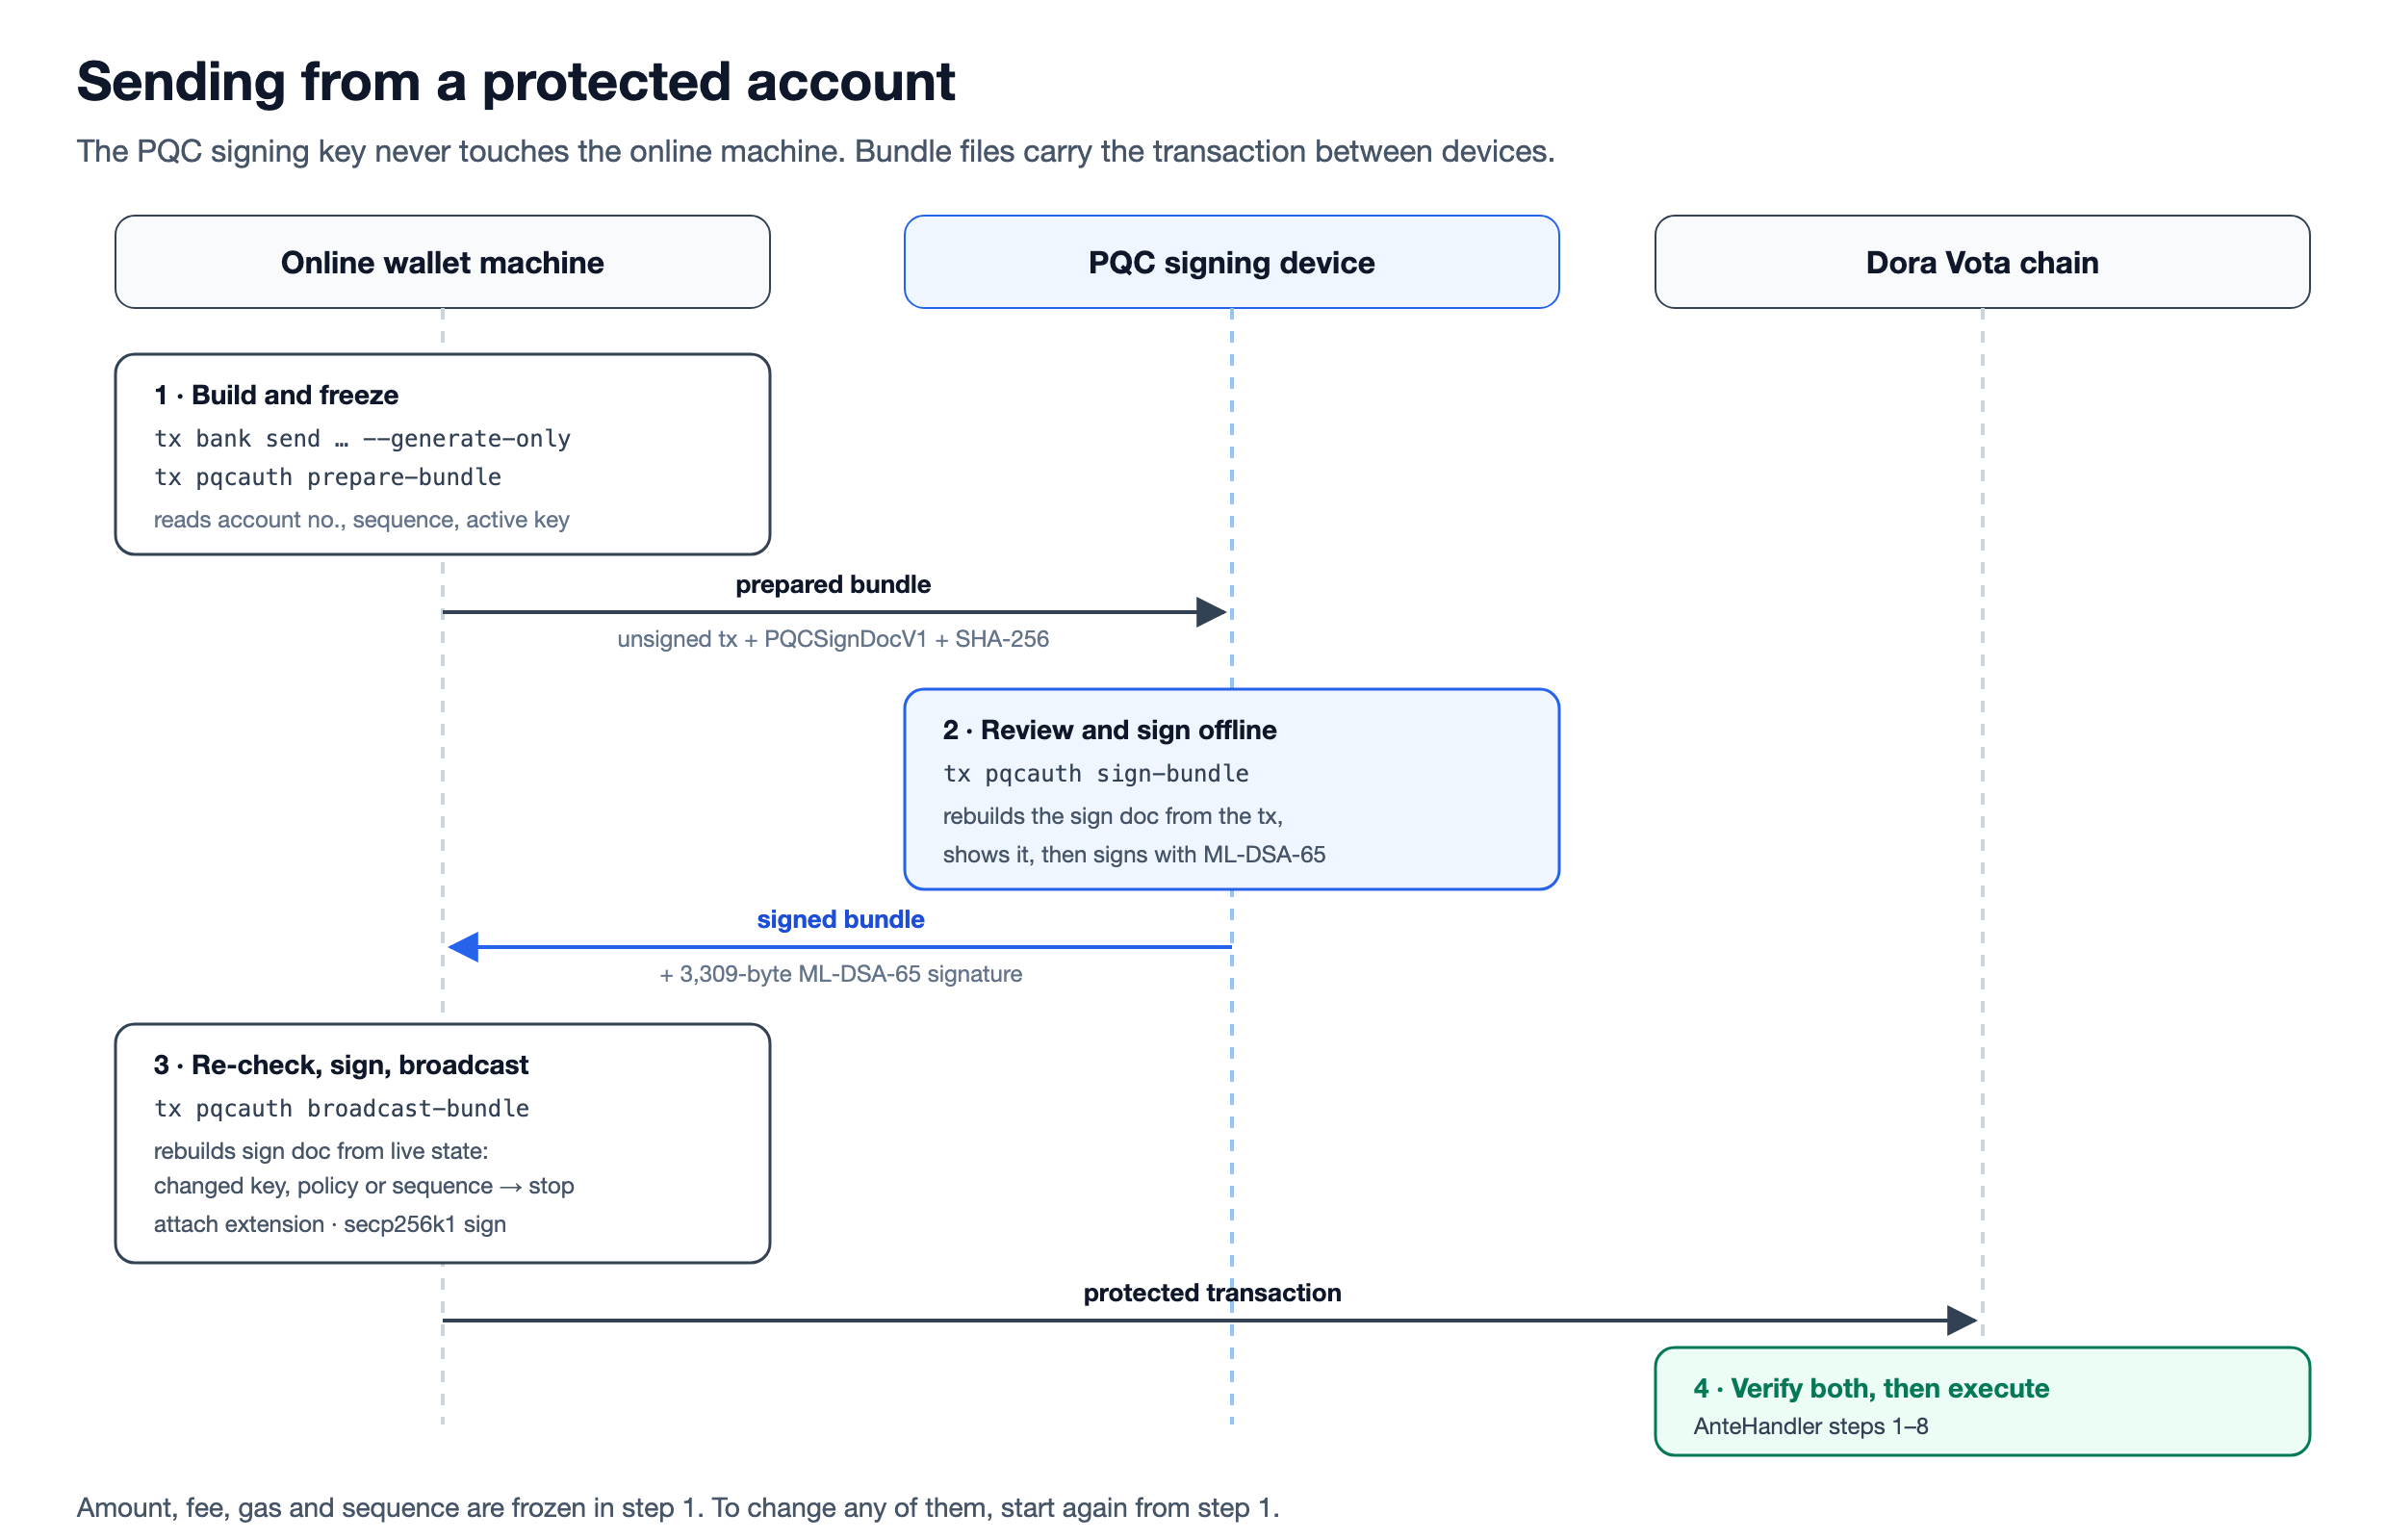 Sending from a protected account
The PQC signing key never touches the online machine. Bundle files carry the transaction between devices.
Online wallet machine
PQC signing device
Dora Vota chain
1 · Build and freeze
tx bank send … --generate-only
tx pqcauth prepare-bundle
reads account no., sequence, active key
prepared bundle
unsigned tx + PQCSignDocV1 + SHA-256
2 · Review and sign offline
tx pqcauth sign-bundle
rebuilds the sign doc from the tx,
shows it, then signs with ML-DSA-65
signed bundle
+ 3,309-byte ML-DSA-65 signature
3 · Re-check, sign, broadcast
tx pqcauth broadcast-bundle
rebuilds sign doc from live state:
changed key, policy or sequence → stop
attach extension · secp256k1 sign
protected transaction
4 · Verify both, then execute
AnteHandler steps 1–8
Amount, fee, gas and sequence are frozen in step 1. To change any of them, start again from step 1.